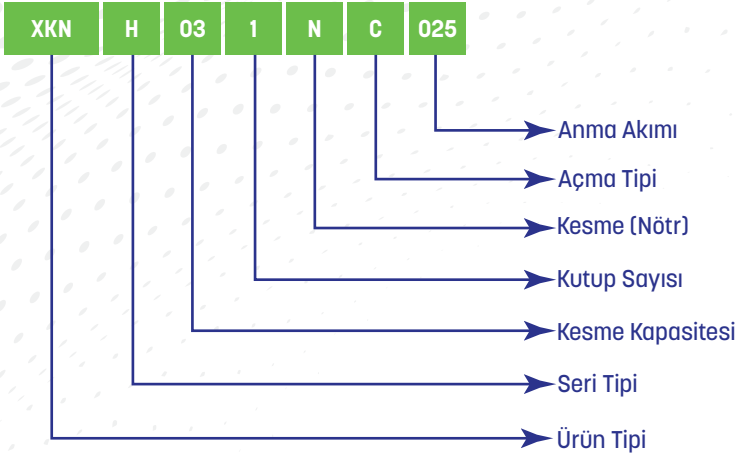 XKN H 03 1 N C 025
Anma Akımı
Açma Tipi
Kesme (Nötr)
Kutup Sayısı
Kesme Kapasitesi
Seri Tipi
Ürün Tipi